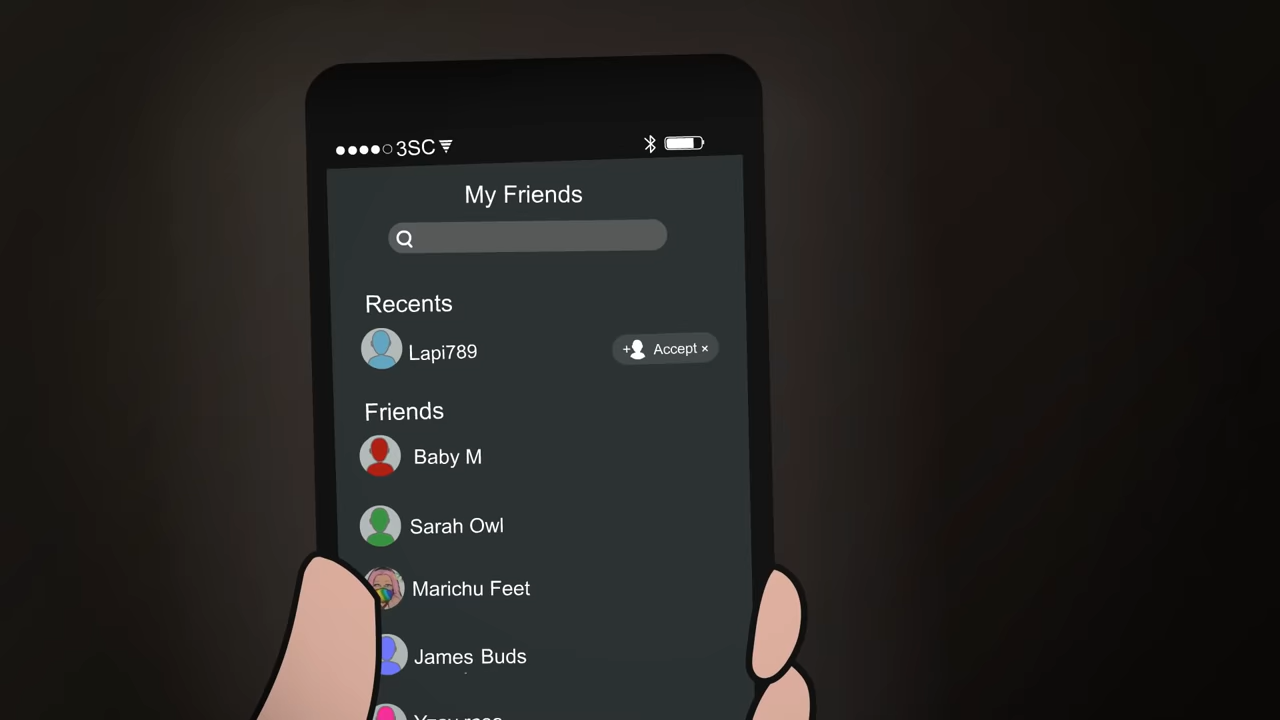 3SC
My Friends
Recents
Lapi789
Accept ×
Friends
Baby M
Sarah Owl
Marichu Feet
James Buds